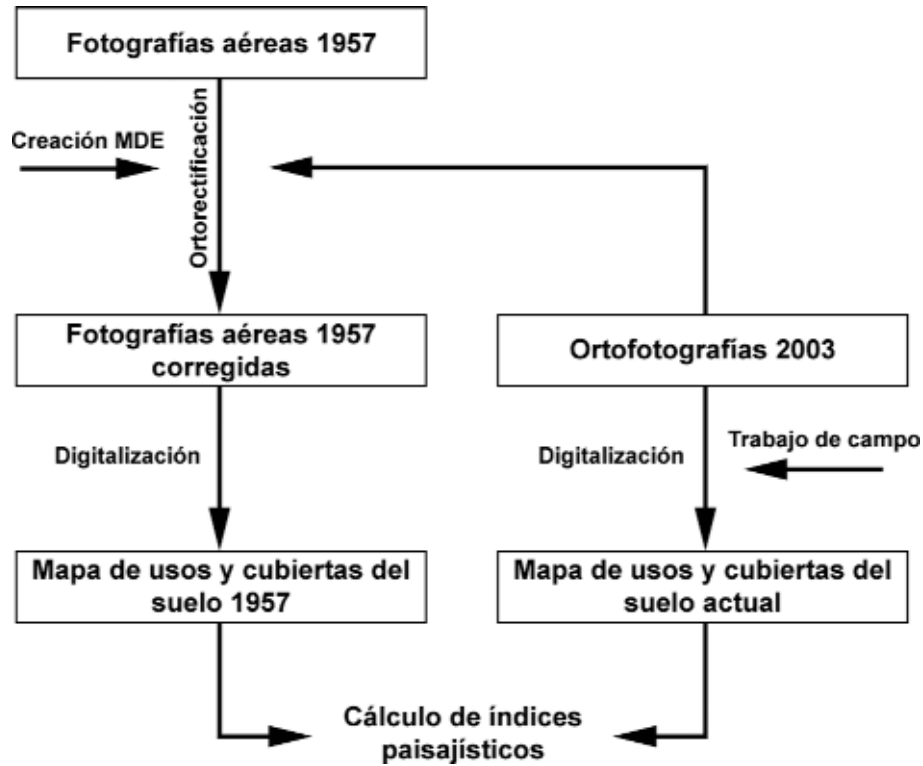 Fotografías aéreas 1957
Creación MDE
Ortorectificación
Fotografías aéreas 1957
corregidas
Ortofotografías 2003
Digitalización
Digitalización
Trabajo de campo
Mapa de usos y cubiertas del
suelo 1957
Mapa de usos y cubiertas del
suelo actual
Cálculo de índices
paisajísticos